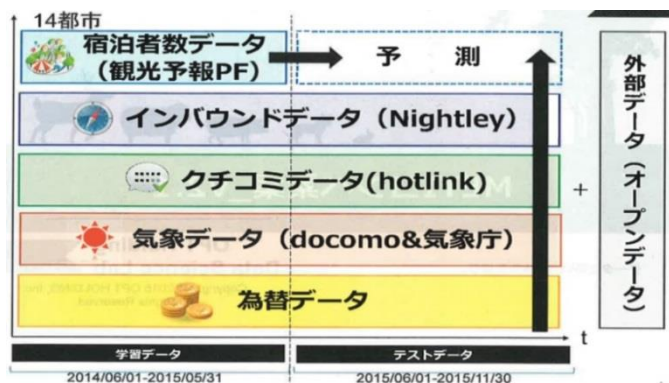 14都市
宿泊者数データ
(観光予報PF)
予 測
インバウンドデータ（Nightley）
クチコミデータ(hotlink)
気象データ（docomo&気象庁）
為替データ
+
外部データ（オープンデータ）
t
学習データ
テストデータ
2014/06/01-2015/05/31
2015/06/01-2015/11/30